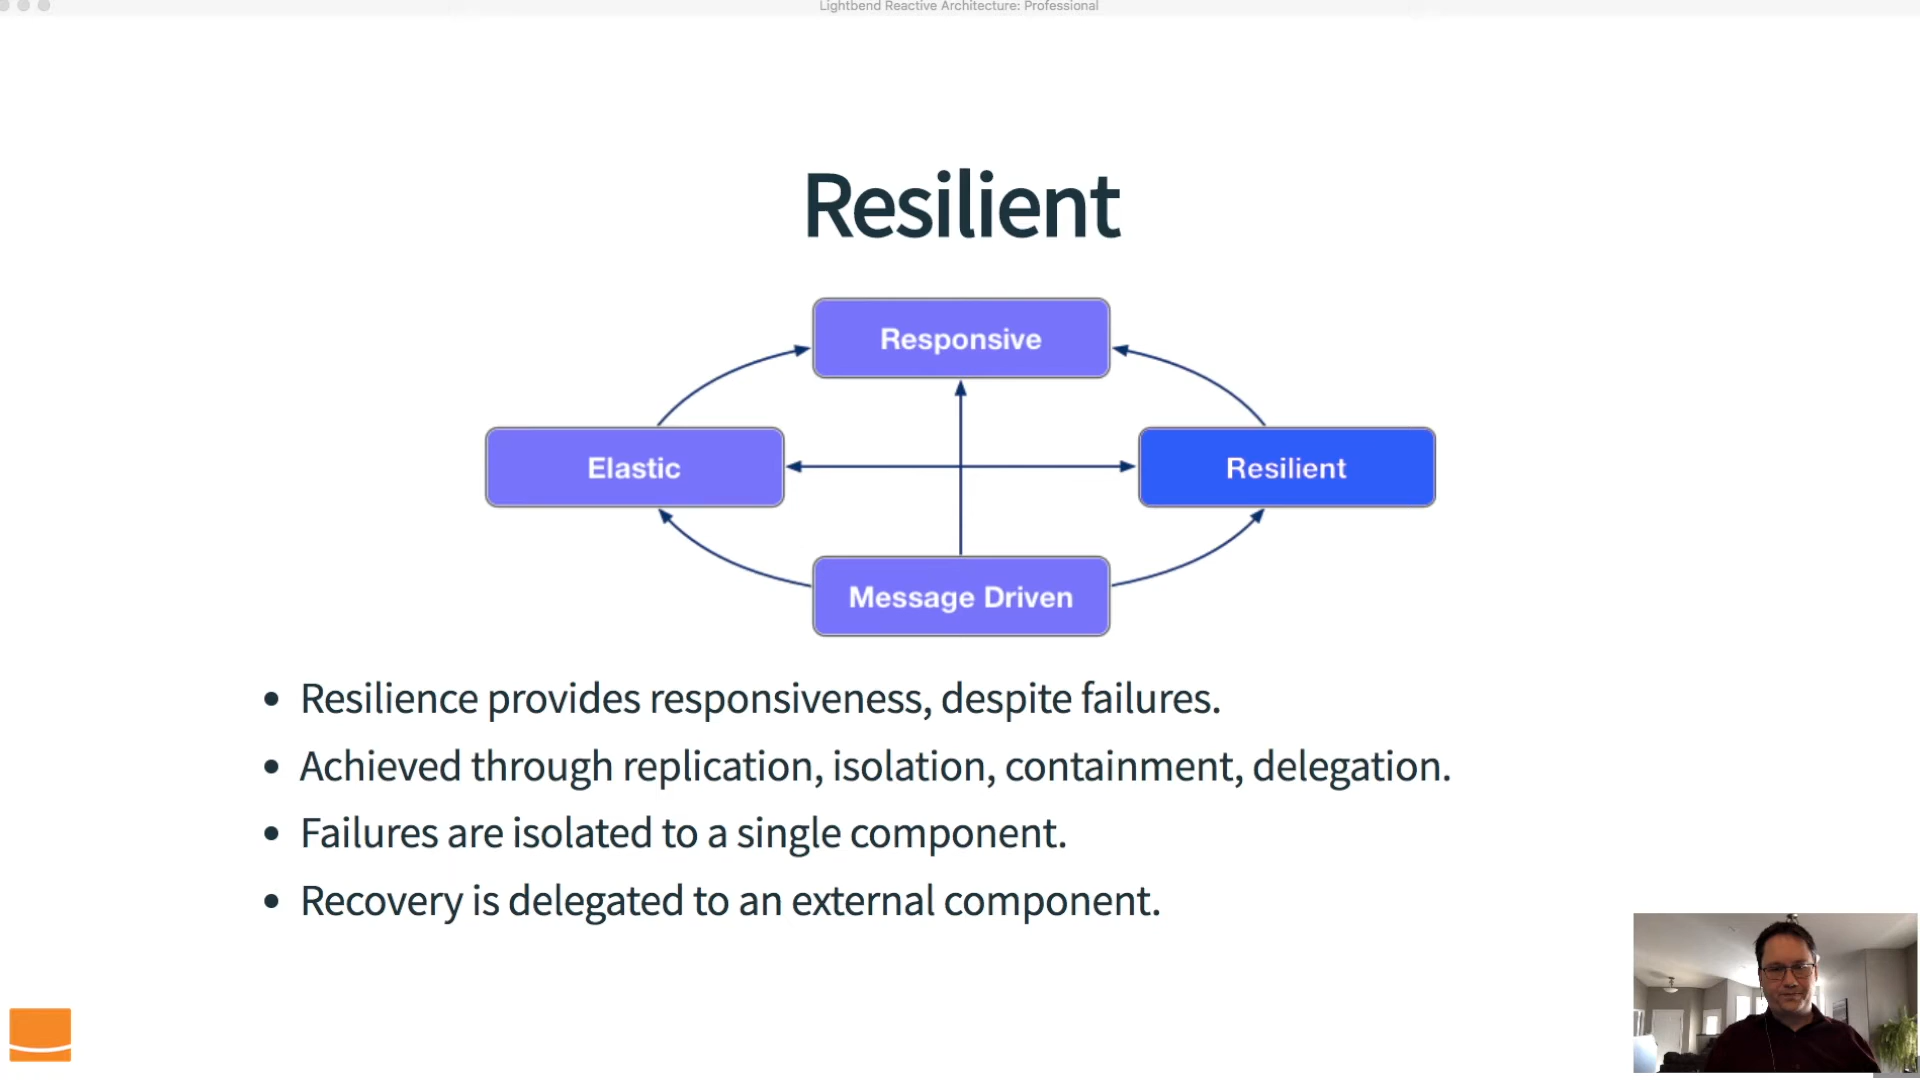 Lightbend Reactive Architecture: Professional
Resilient
Responsive
Elastic
Resilient
Message Driven
• Resilience provides responsiveness, despite failures.
• Achieved through replication, isolation, containment, delegation.
• Failures are isolated to a single component.
• Recovery is delegated to an external component.